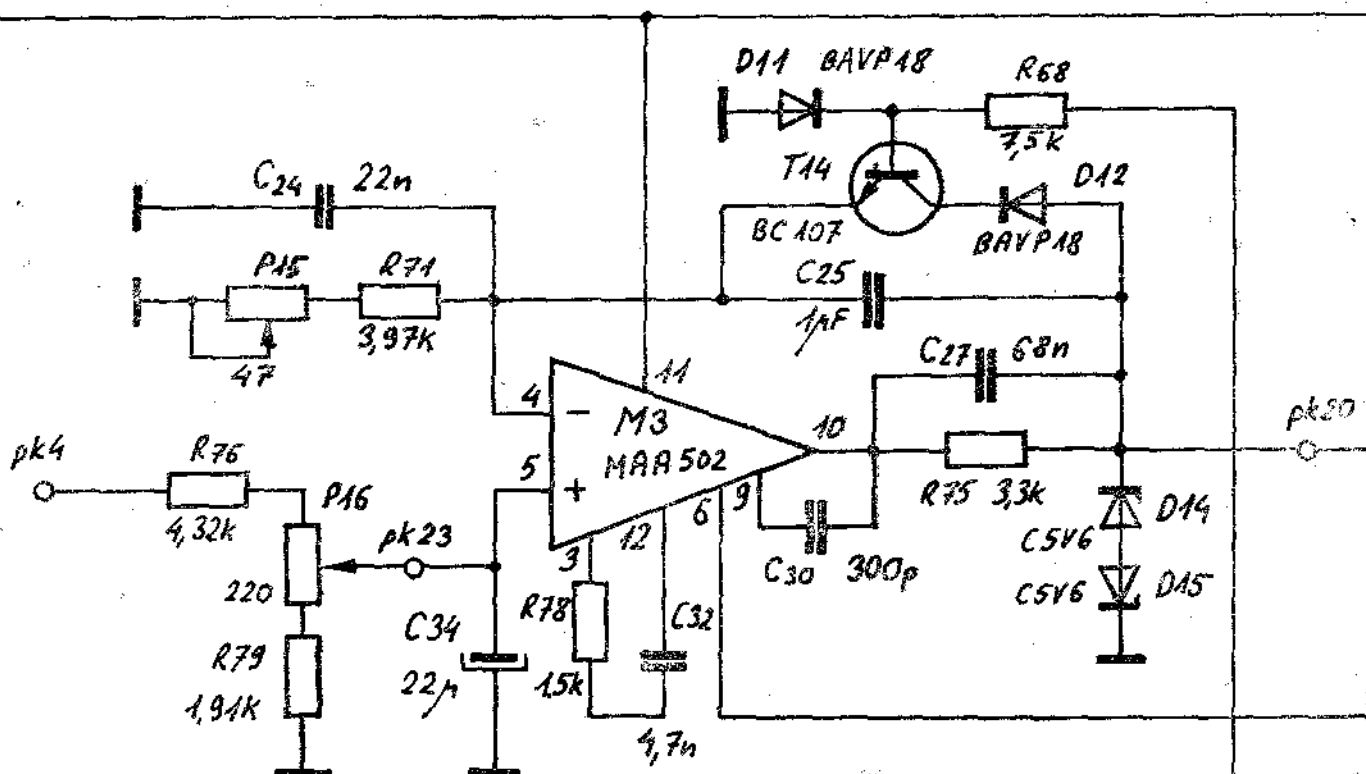 D11 BAVP18
R68
7,5k
T14
D12
BC107
BAVP18
C24 22n
P15 R71
3,97k
47
C25
1µF
C27 68n
11
4 −
M3
MAA502
10
5 +
pk4
R76
4,32k
P16
pk23
220
6 9
12
3
R75 3,3k
pk20
D14
C5V6
C5V6 D15
C30 300p
R78
C32
C34
22µ
1,5k
R79
1,91k
4,7n